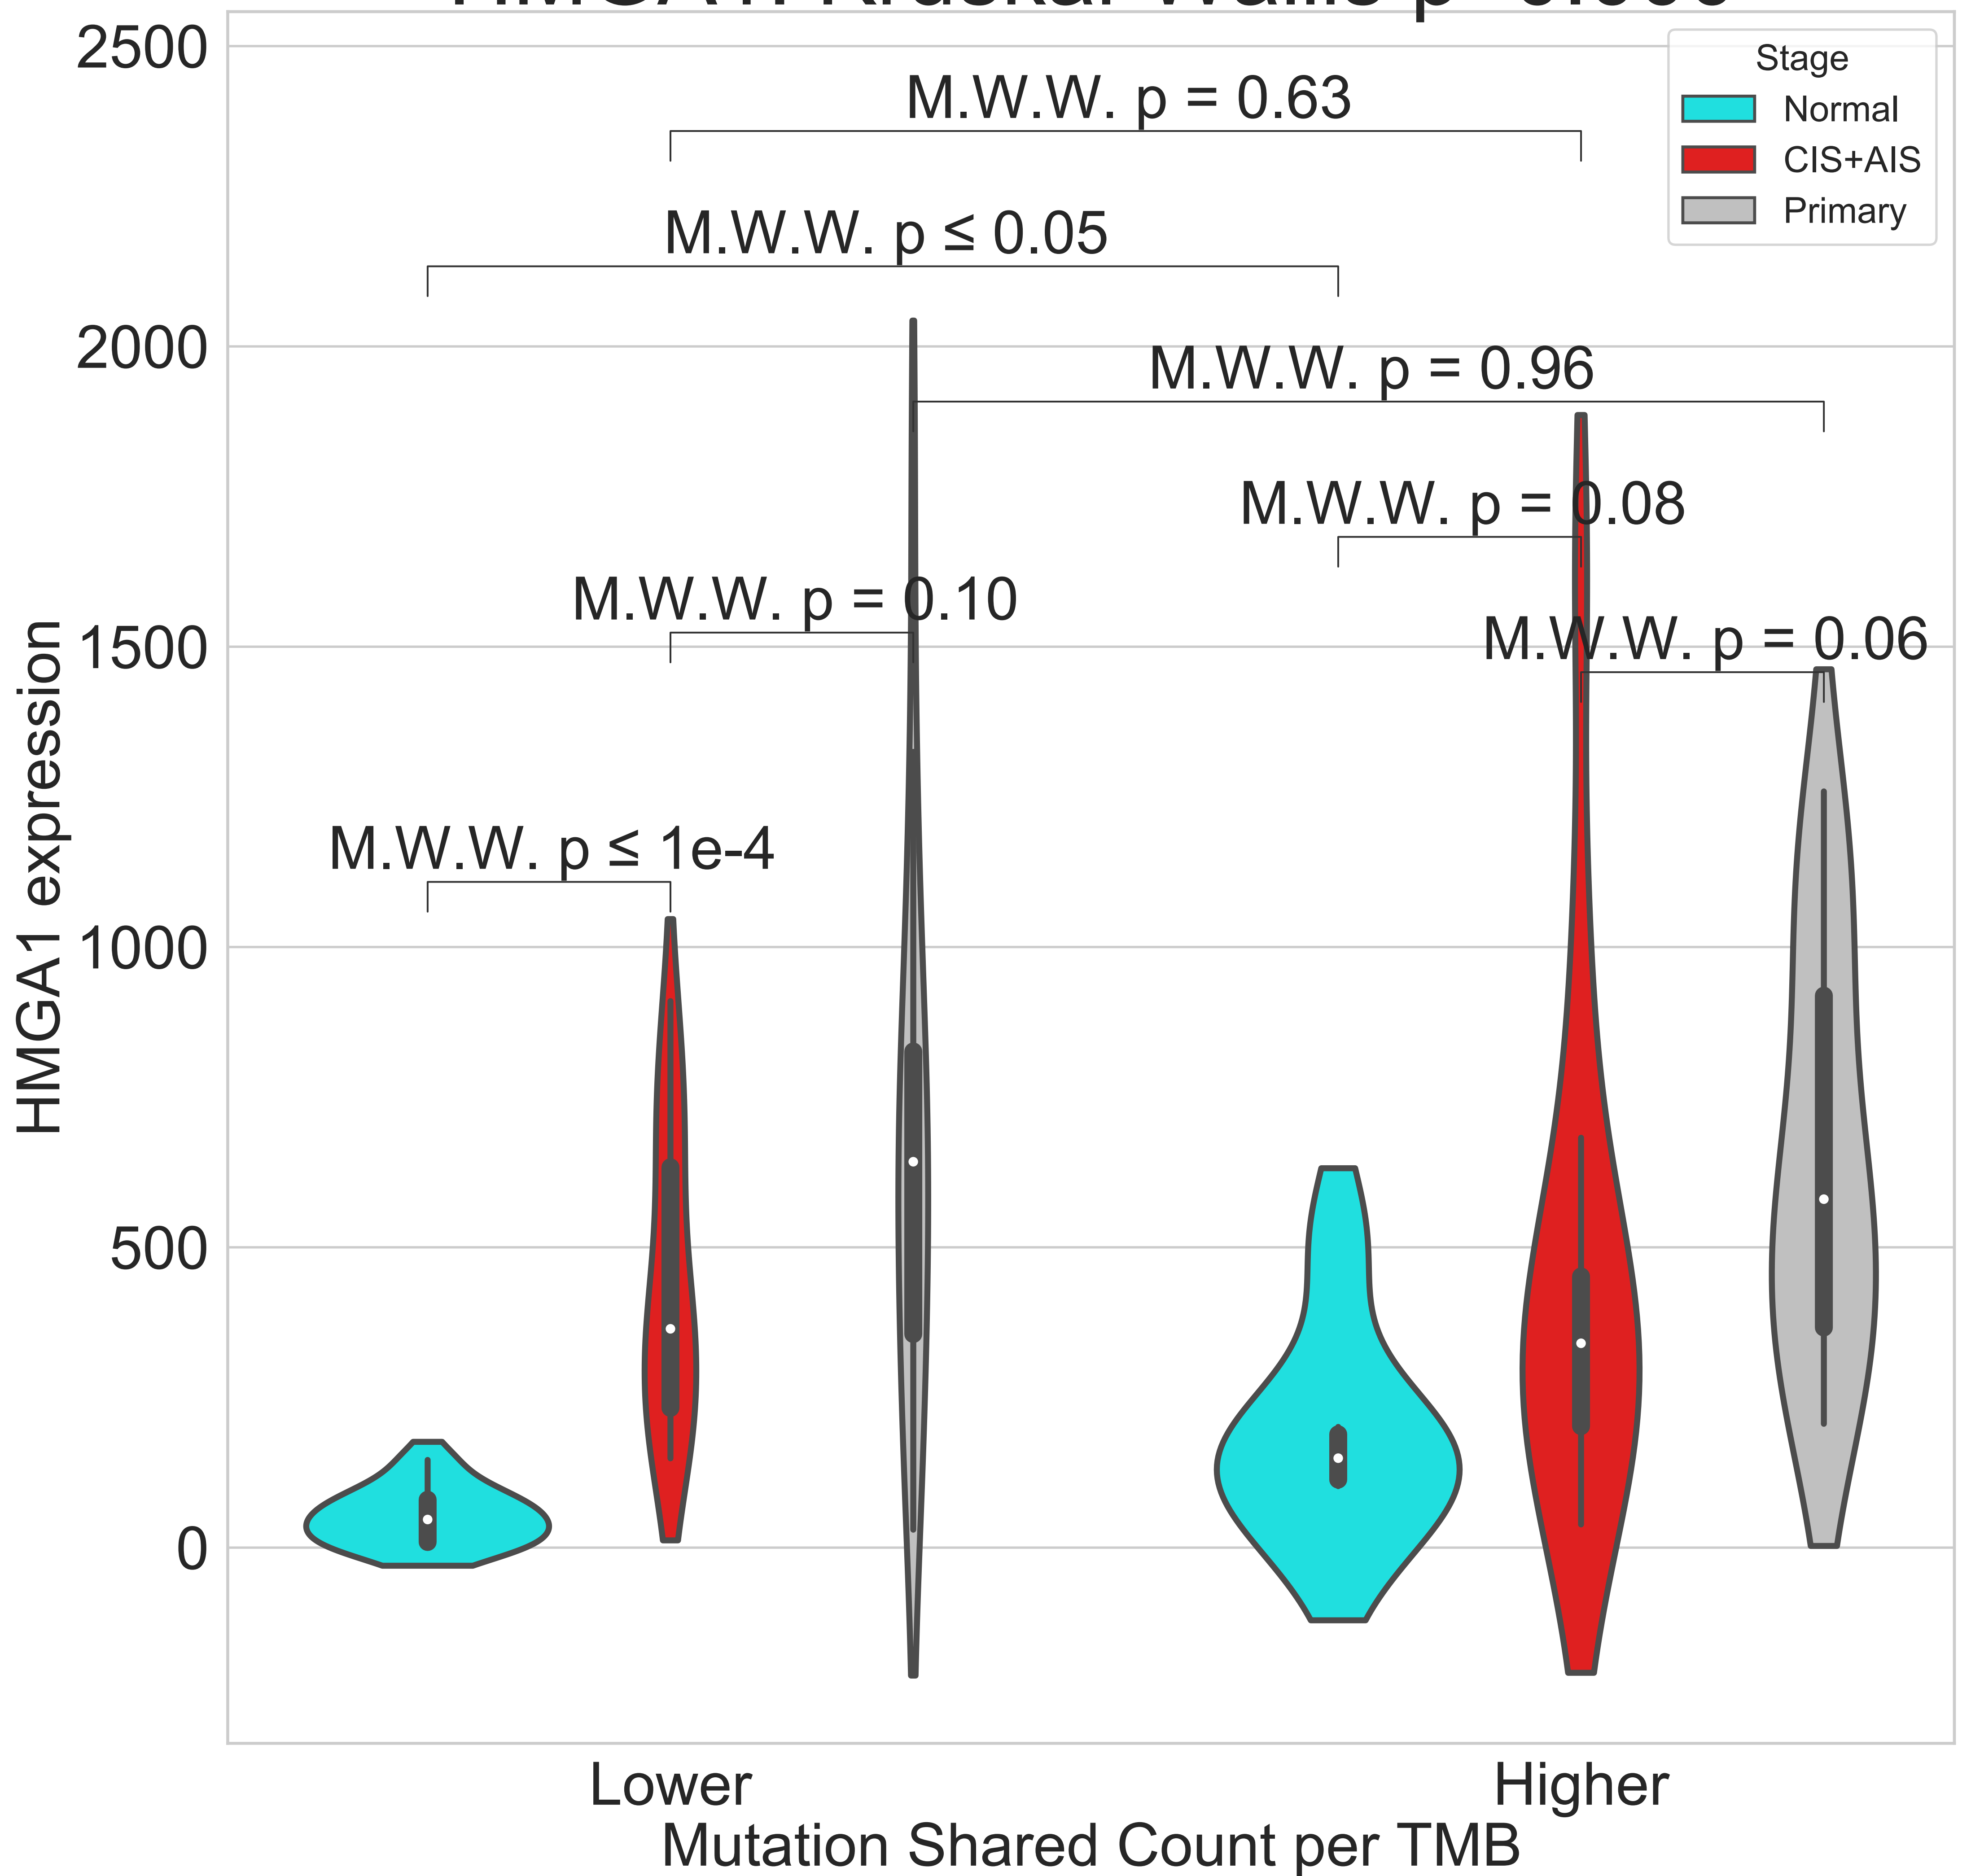 2500
Stage
Normal
CIS+AIS
Primary
M.W.W. p = 0.63
M.W.W. p ≤ 0.05
2000
M.W.W. p = 0.96
M.W.W. p = 0.08
M.W.W. p = 0.10
1500
M.W.W. p = 0.06
HMGA1 expression
M.W.W. p ≤ 1e-4
1000
500
0
Lower
Higher
Mutation Shared Count per TMB